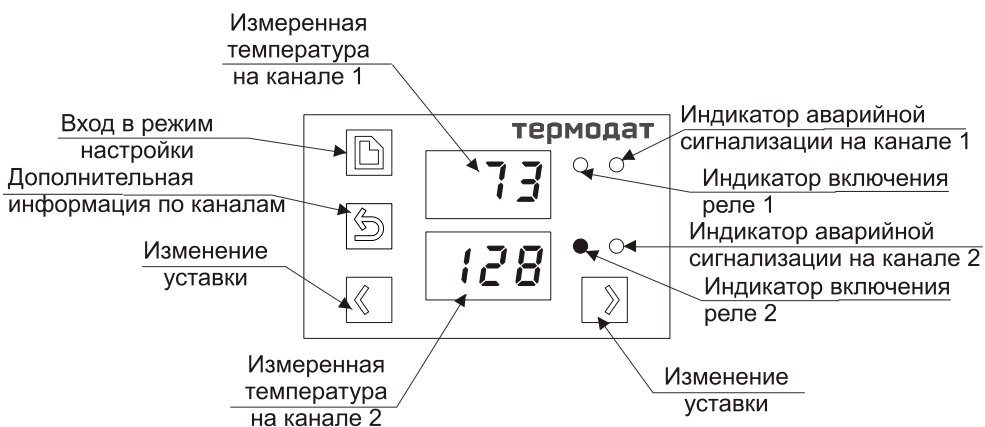 Измеренная
температура
на канале 1
Вход в режим
настройки
Дополнительная
информация по каналам
Изменение
уставки
термодат
73
128
Индикатор аварийной
сигнализации на канале 1
Индикатор включения
реле 1
Индикатор аварийной
сигнализации на канале 2
Индикатор включения
реле 2
Измеренная
температура
на канале 2
Изменение
уставки